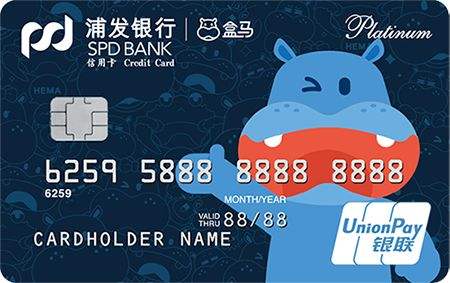 浦发银行 盒马 Platinum
SPD BANK
信用卡 Credit Card
HEMA
6259 5888 8888 8888
6259
MONTH/YEAR
VALID THRU 88/88
CARDHOLDER NAME
UnionPay
银联